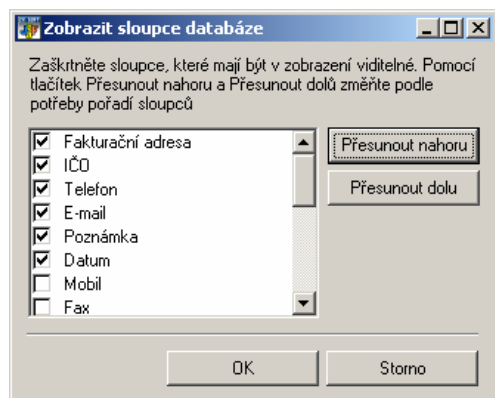 Zobrazit sloupce databáze
Zaškrtněte sloupce, které mají být v zobrazení viditelné. Pomocí
tlačítek Přesunout nahoru a Přesunout dolů změňte podle
potřeby pořadí sloupců
Fakturační adresa
IČO
Telefon
E-mail
Poznámka
Datum
Mobil
Fax
Přesunout nahoru
Přesunout dolu
OK
Storno